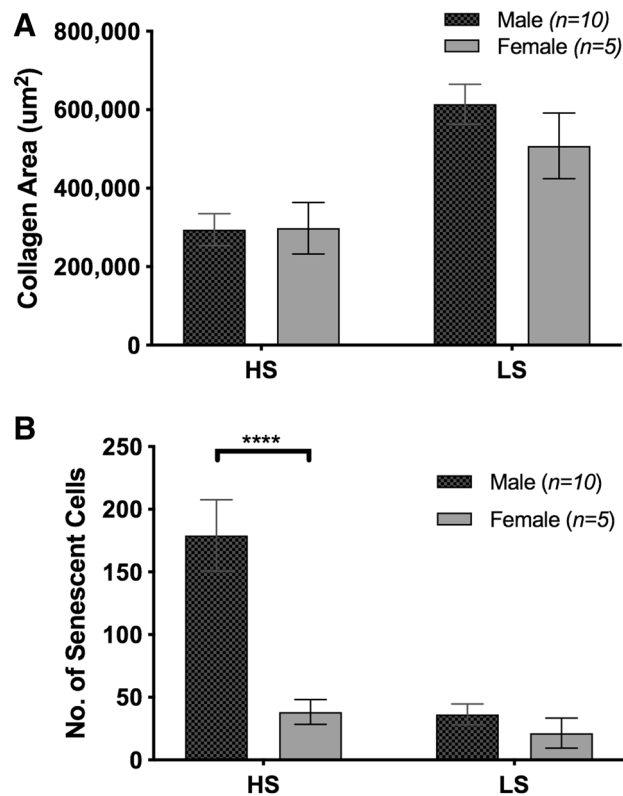 A
Collagen Area (um²)
800,000
600,000
400,000
200,000
0
Male (n=10)
Female (n=5)
HS
LS
B
No. of Senescent Cells
250
200
150
100
50
0
****
Male (n=10)
Female (n=5)
HS
LS